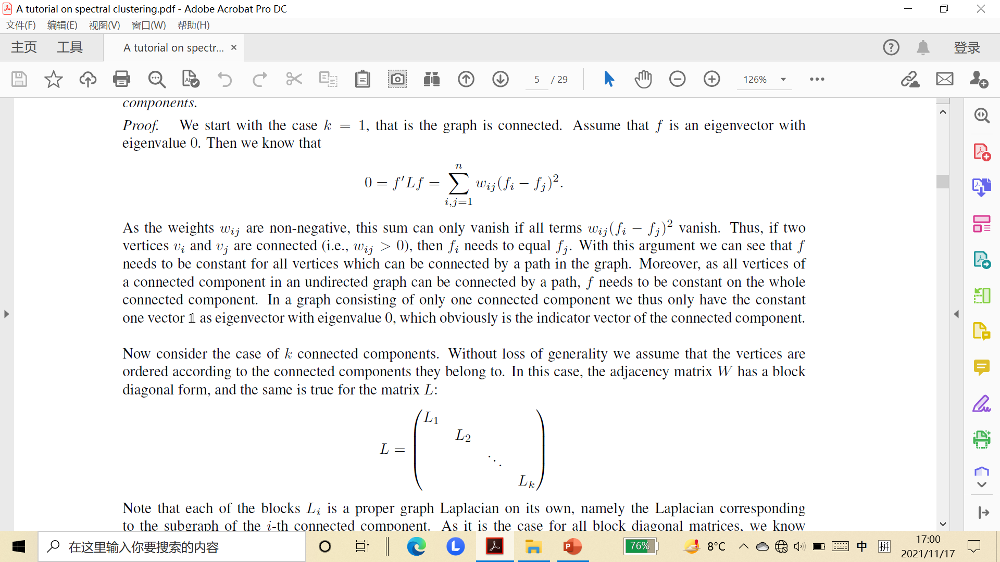 A tutorial on spectral clustering.pdf - Adobe Acrobat Pro DC
文件(F) 编辑(E) 视图(V) 窗口(W) 帮助(H)
主页 工具 A tutorial on spectr... × 登录
5 / 29 126%
components.
Proof. We start with the case k = 1, that is the graph is connected. Assume that f is an eigenvector with
eigenvalue 0. Then we know that
0 = f′Lf = ∑_{i,j=1}^{n} w_{ij}(f_i − f_j)².
As the weights w_{ij} are non-negative, this sum can only vanish if all terms w_{ij}(f_i − f_j)² vanish. Thus, if two
vertices v_i and v_j are connected (i.e., w_{ij} > 0), then f_i needs to equal f_j. With this argument we can see that f
needs to be constant for all vertices which can be connected by a path in the graph. Moreover, as all vertices of
a connected component in an undirected graph can be connected by a path, f needs to be constant on the whole
connected component. In a graph consisting of only one connected component we thus only have the constant
one vector 𝟙 as eigenvector with eigenvalue 0, which obviously is the indicator vector of the connected component.
Now consider the case of k connected components. Without loss of generality we assume that the vertices are
ordered according to the connected components they belong to. In this case, the adjacency matrix W has a block
diagonal form, and the same is true for the matrix L:
L_1
L_2
L =
⋱
L_k
Note that each of the blocks L_i is a proper graph Laplacian on its own, namely the Laplacian corresponding
to the subgraph of the i-th connected component. As it is the case for all block diagonal matrices, we know
在这里输入你要搜索的内容
76%
8°C
中
拼
17:00
2021/11/17